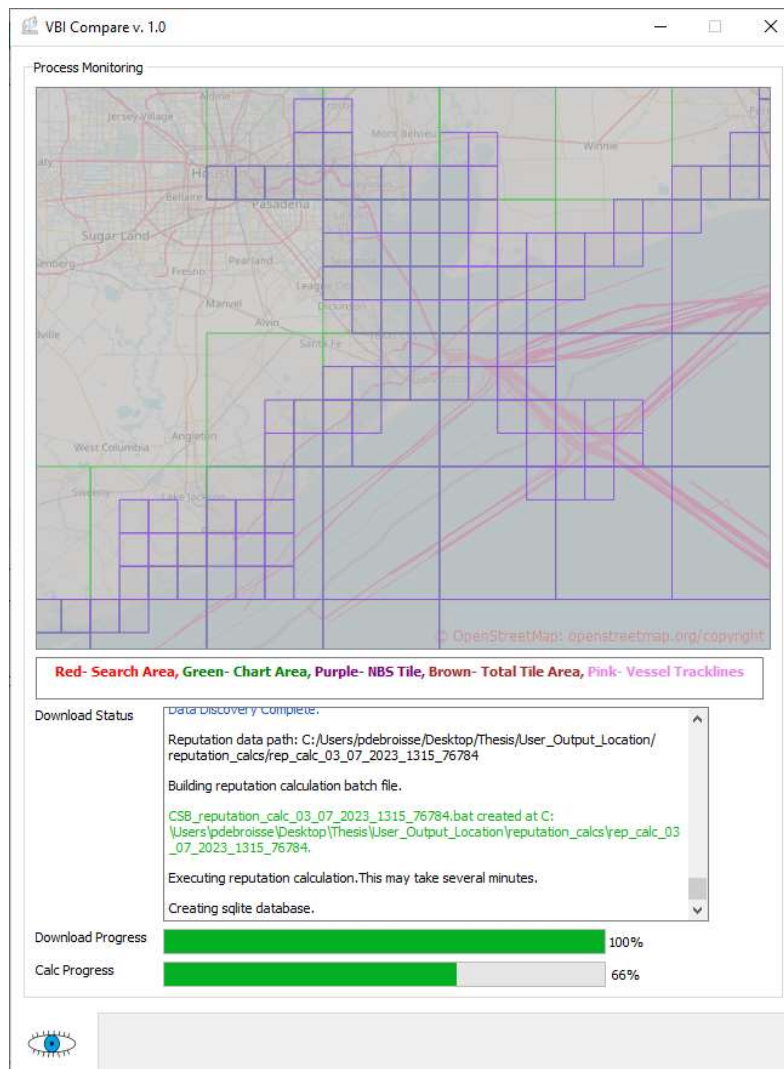 VBI Compare v. 1.0
Process Monitoring
Jersey-Village
Crosby
Mont Belvieu
Winnie
Houston
Bellaire
Pasadena
Sugar Land
Rosenberg
Fresno
Pearland
League City
Manvel
Dickinson
Alvin
Santa Fe
Texas City
West Columbia
Angleton
Sweeny
Lake Jackson
© OpenStreetMap: openstreetmap.org/copyright
Red- Search Area, Green- Chart Area, Purple- NBS Tile, Brown- Total Tile Area, Pink- Vessel Tracklines
Download Status
Data Discovery Complete.
Reputation data path: C:/Users/pdebroisse/Desktop/Thesis/User_Output_Location/
reputation_calcs/rep_calc_03_07_2023_1315_76784
Building reputation calculation batch file.
CSB_reputation_calc_03_07_2023_1315_76784.bat created at C:
\Users\pdebroisse\Desktop\Thesis\User_Output_Location\reputation_calcs\rep_calc_03
_07_2023_1315_76784.
Executing reputation calculation.This may take several minutes.
Creating sqlite database.
Download Progress
100%
Calc Progress
66%